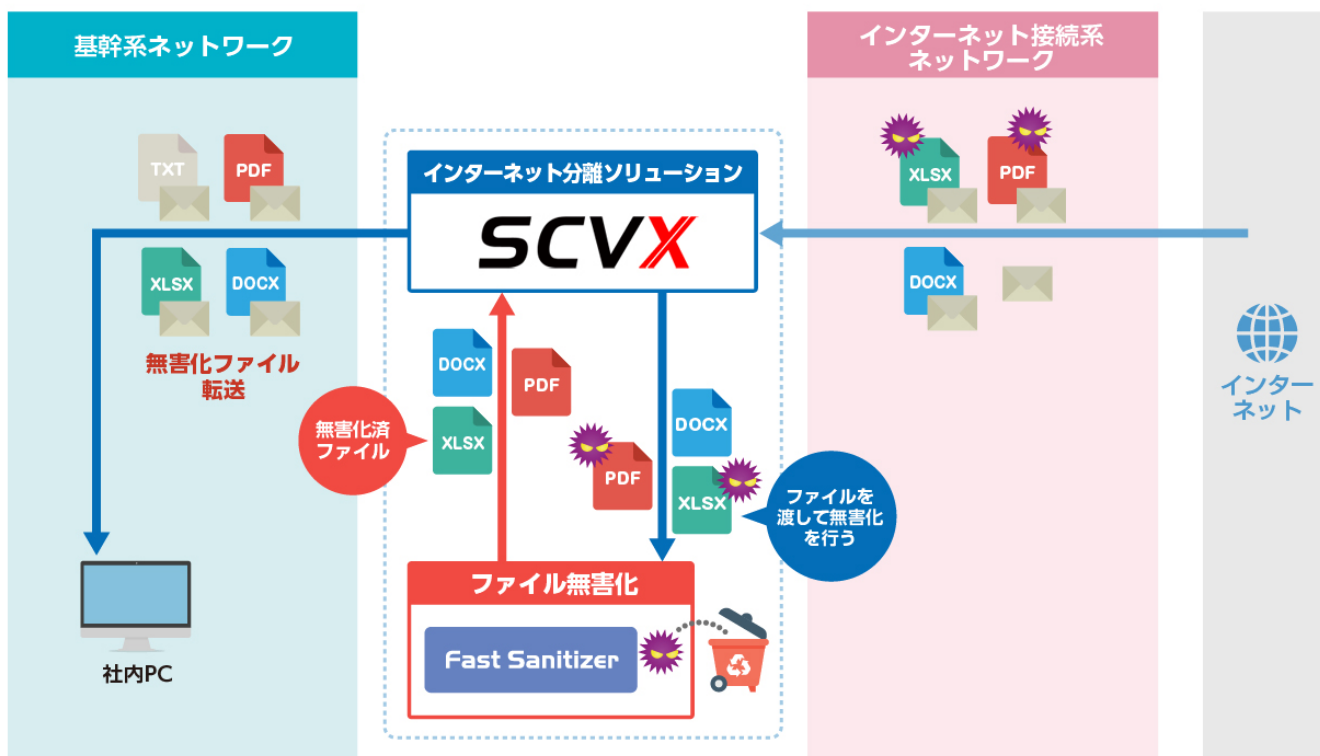 基幹系ネットワーク
インターネット接続系
ネットワーク
TXT
PDF
XLSX
DOCX
無害化ファイル
転送
社内PC
インターネット分離ソリューション
SCVX
DOCX
PDF
XLSX
無害化済
ファイル
DOCX
PDF
XLSX
ファイルを
渡して無害化
を行う
ファイル無害化
Fast Sanitizer
XLSX
PDF
DOCX
インター
ネット